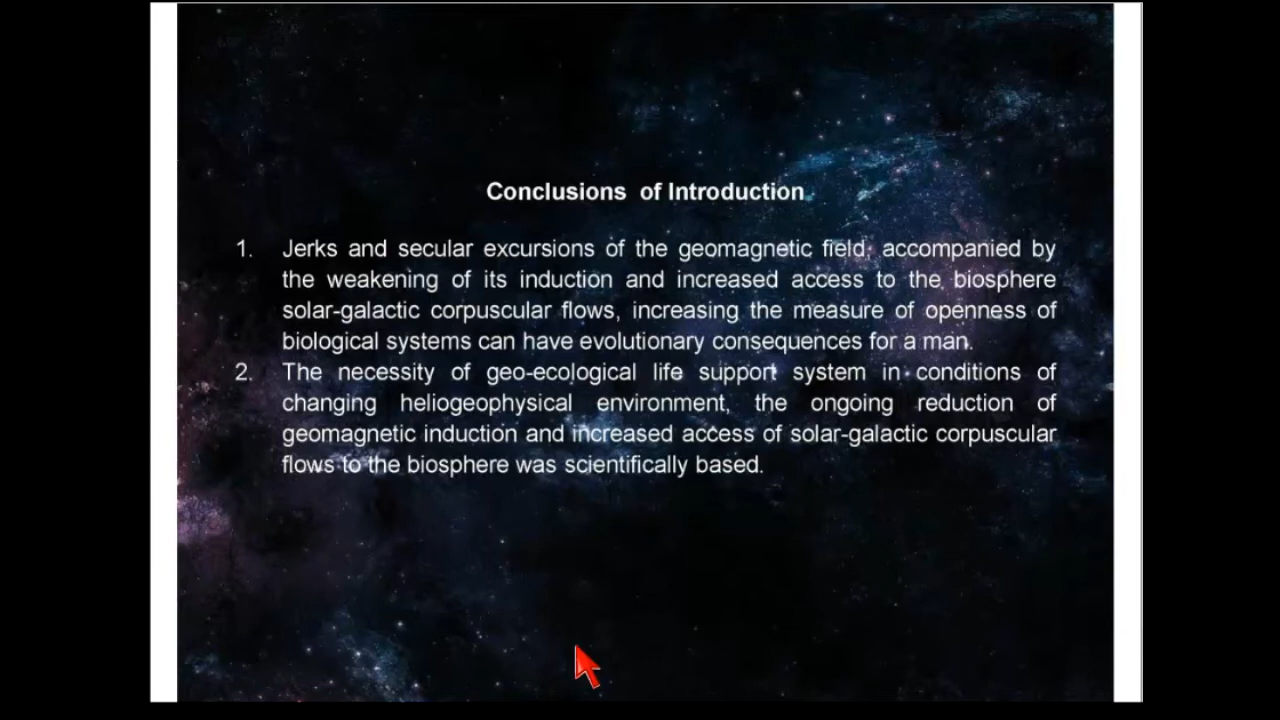 Conclusions of Introduction
1. Jerks and secular excursions of the geomagnetic field, accompanied by
the weakening of its induction and increased access to the biosphere
solar-galactic corpuscular flows, increasing the measure of openness of
biological systems can have evolutionary consequences for a man.
2. The necessity of geo-ecological life support system in conditions of
changing heliogeophysical environment, the ongoing reduction of
geomagnetic induction and increased access of solar-galactic corpuscular
flows to the biosphere was scientifically based.